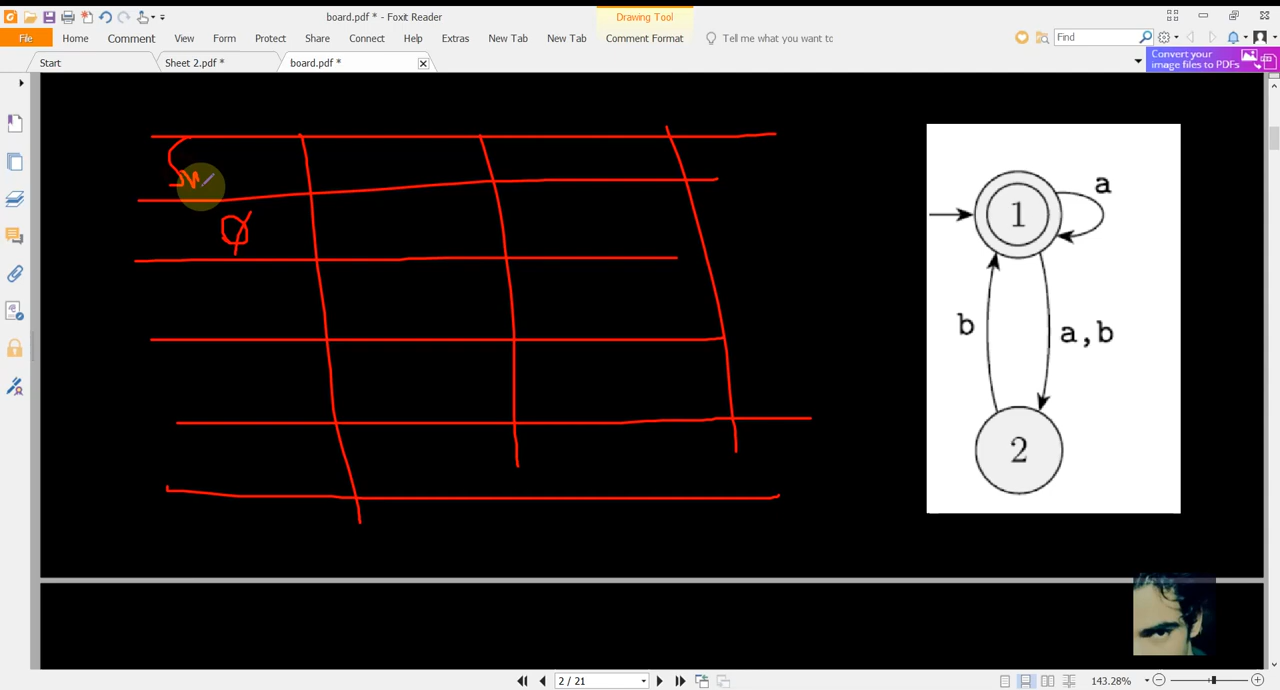 board.pdf * - Foxit Reader
Drawing Tool
File
Home
Comment
View
Form
Protect
Share
Connect
Help
Extras
New Tab
New Tab
Comment Format
Tell me what you want to
Find
Start
Sheet 2.pdf *
board.pdf *
Convert your
image files to PDFs
∅
1
a
b
a,b
2
2 / 21
143.28%